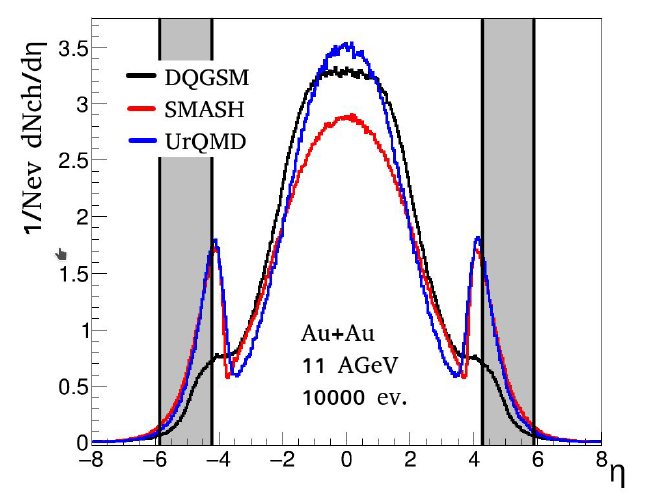 1/Nev dNch/dη
3.5
3
2.5
2
1.5
1
0.5
0
DQGSM
SMASH
UrQMD
Au+Au
11 AGeV
10000 ev.
−8 −6 −4 −2 0 2 4 6 8
η